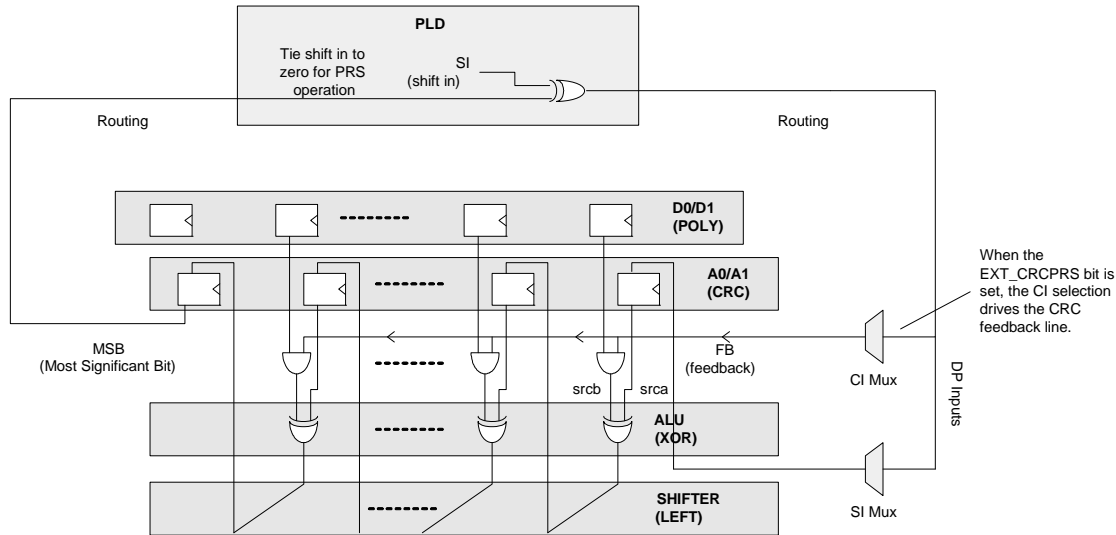 PLD
Tie shift in to
zero for PRS
operation
SI
(shift in)
Routing
Routing
D0/D1
(POLY)
A0/A1
(CRC)
When the
EXT_CRCPRS bit is
set, the CI selection
drives the CRC
feedback line.
MSB
(Most Significant Bit)
FB
(feedback)
CI Mux
DP Inputs
srcb
srca
ALU
(XOR)
SHIFTER
(LEFT)
SI Mux